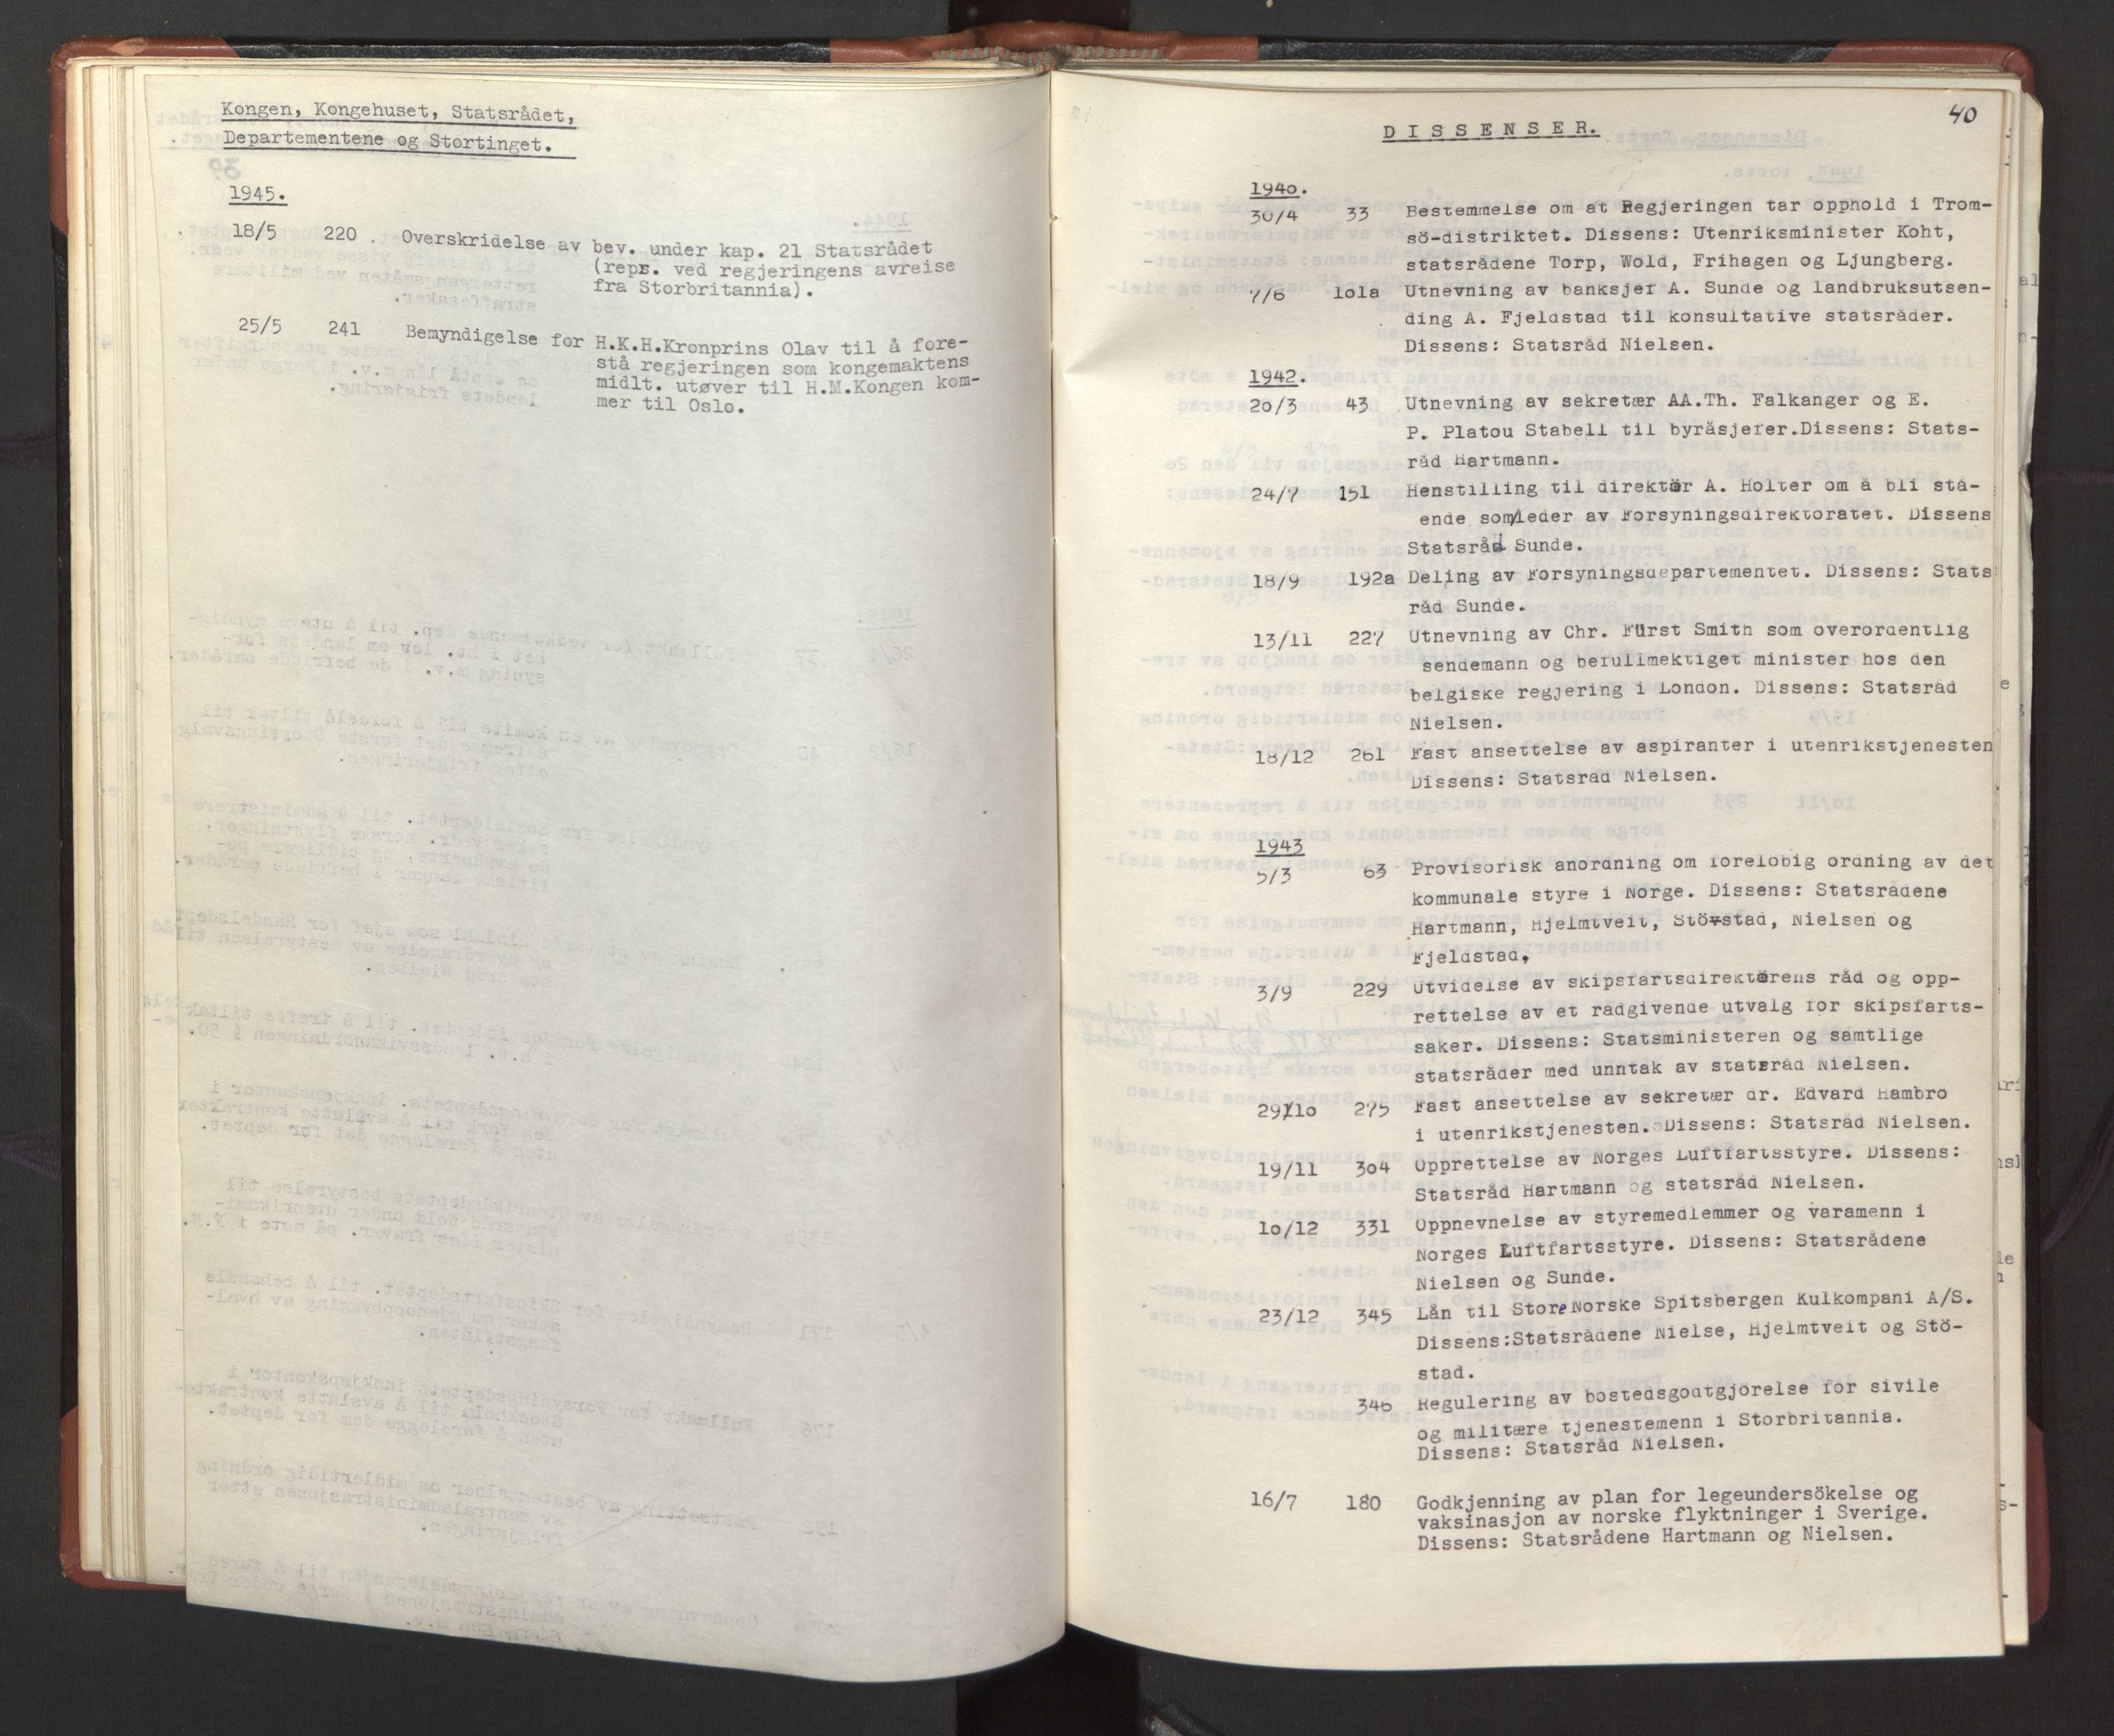 Kongen, Kongehuset, Statsrådet,
Departementene og Stortinget.
1945.
18/5 220 Overskridelse av bev. under kap. 21 Statsrådet
(reps. ved regjeringens avreise
fra Storbritannia).
25/5 241 Bemyndigelse for H.K.H.Kronprins Olav til å fore-
stå regjeringen som kongemaktens
midlt. utøver til H.M.Kongen kom-
mer til Oslo.
40
DISSENSER.
1940.
30/4 33 Bestemmelse om at Regjeringen tar opphold i Trom-
sö-distriktet. Dissens: Utenriksminister Koht,
statsrådene Torp, Wold, Frihagen og Ljungberg.
7/6 101a Utnevning av banksjef A. Sunde og landbruksutsen-
ding A. Fjeldstad til konsultative statsråder.
Dissens: Statsråd Nielsen.
1942.
20/3 43 Utnevning av sekretær AA.Th. Falkanger og E.
P. Platou Stabell til byråsjefer.Dissens: Stats-
råd Hartmann.
24/7 151 Henstilling til direktør A. Holter om å bli stå-
ende som/leder av Forsyningsdirektoratet. Dissens
Statsråd Sunde.
18/9 192a Deling av Forsyningsdepartementet. Dissens: Stats
råd Sunde.
13/11 227 Utnevning av Chr. Fürst Smith som overordentlig
sendemann og befullmektiget minister hos den
belgiske regjering i London. Dissens: Statsråd
Nielsen.
18/12 261 Fast ansettelse av aspiranter i utenrikstjenesten
Dissens: Statsråd Nielsen.
1943
5/3 63 Provisorisk anordning om forelöbig ordning av det
kommunale styre i Norge. Dissens: Statsrådene
Hartmann, Hjelmtveit, Stövstad, Nielsen og
Fjeldstad.
3/9 229 Utvidelse av skipsfartsdirektørens råd og opp-
rettelse av et rådgivende utvalg for skipsfarts-
saker. Dissens: Statsministeren og samtlige
statsråder med unntak av statsråd Nielsen.
29/10 275 Fast ansettelse av sekretær dr. Edvard Hambro
i utenrikstjenesten. Dissens: Statsråd Nielsen.
19/11 304 Opprettelse av Norges Luftfartsstyre. Dissens:
Statsråd Hartmann og statsråd Nielsen.
10/12 331 Oppnevnelse av styremedlemmer og varamenn i
Norges Luftfartsstyre. Dissens: Statsrådene
Nielsen og Sunde.
23/12 345 Lån til Store Norske Spitsbergen Kulkompani A/S.
Dissens:Statsrådene Nielse, Hjelmtveit og Stö-
stad.
346 Regulering av bostedsgodtgjörelse for sivile
og militære tjenestemenn i Storbritannia.
Dissens: Statsråd Nielsen.
16/7 180 Godkjenning av plan for legeundersökelse og
vaksinasjon av norske flyktninger i Sverige.
Dissens: Statsrådene Hartmann og Nielsen.